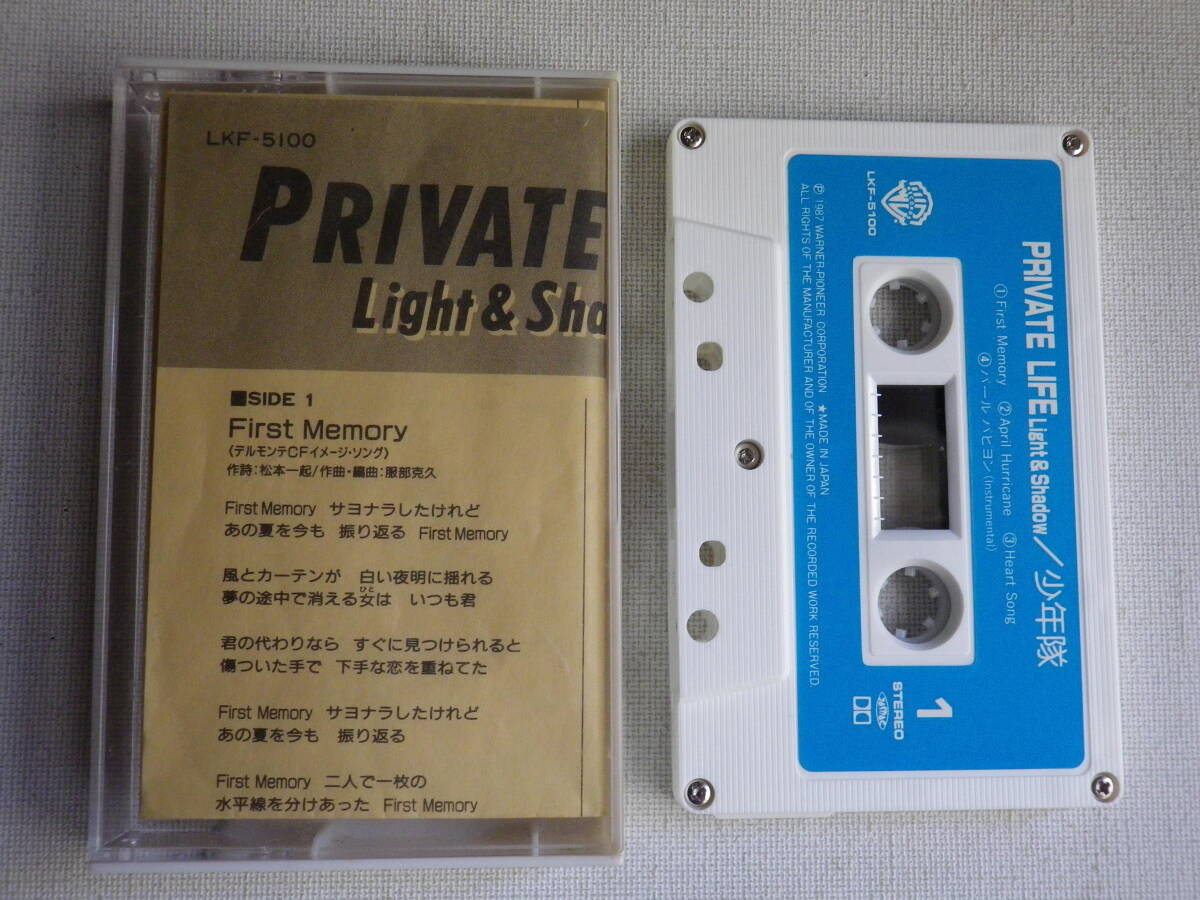 LKF-5100
PRIVATE
Light & Sha
■SIDE 1
First Memory
〈デルモンテCFイメージ・ソング〉
作詩:松本一起/作曲・編曲:服部克久
First Memory サヨナラしたけれど
あの夏を今も 振り返る First Memory
風とカーテンが 白い夜明に揺れる
夢の途中で消える女は いつも君
ひと
君の代わりなら すぐに見つけられると
傷ついた手で 下手な恋を重ねてた
First Memory サヨナラしたけれど
あの夏を今も 振り返る
First Memory 二人で一枚の
水平線を分けあった First Memory
LKF-5100
PRIVATE LIFE Light & Shadow/少年隊
①First Memory ②April Hurricane ③Heart Song
④パール・パピヨン(Instrumental)
1
STEREO
Ⓟ 1987 WARNER-PIONEER CORPORATION ★MADE IN JAPAN
ALL RIGHTS OF THE MANUFACTURER AND OF THE OWNER OF THE RECORDED WORK RESERVED.